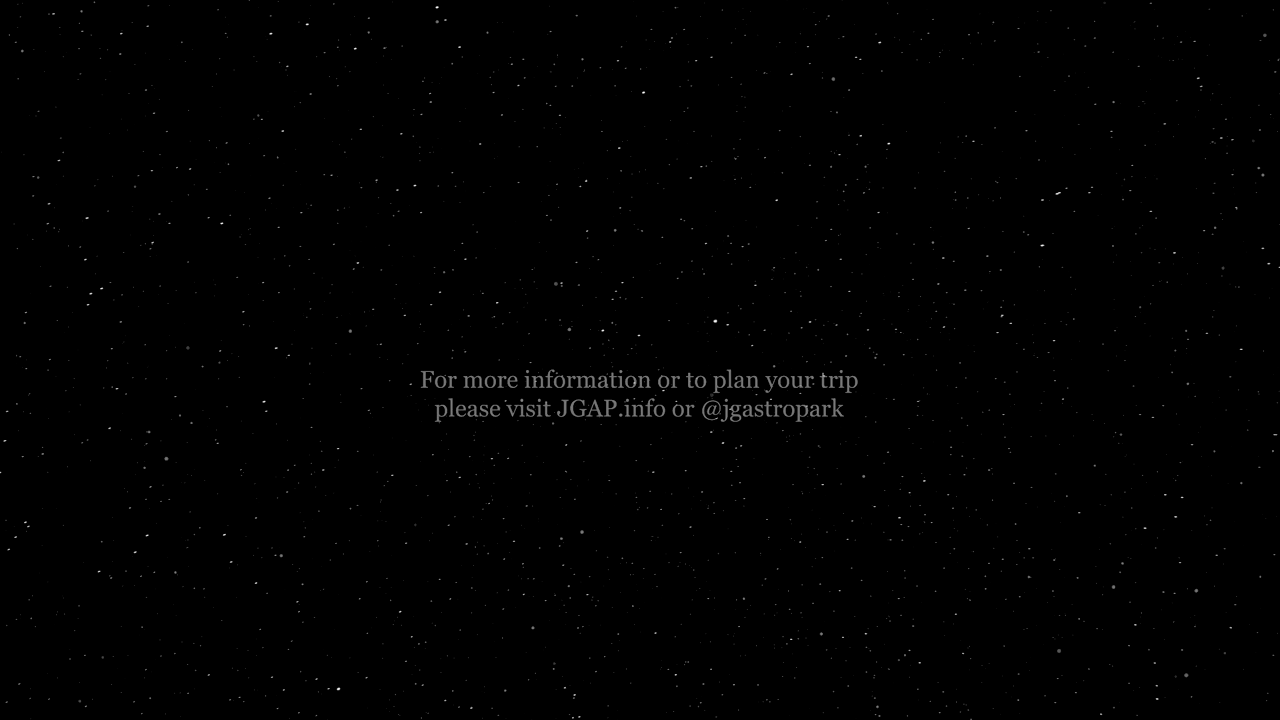 For more information or to plan your trip
please visit JGAP.info or @jgastropark